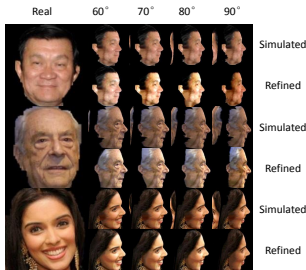 Real 60° 70° 80° 90°
Simulated
Refined
Simulated
Refined
Simulated
Refined